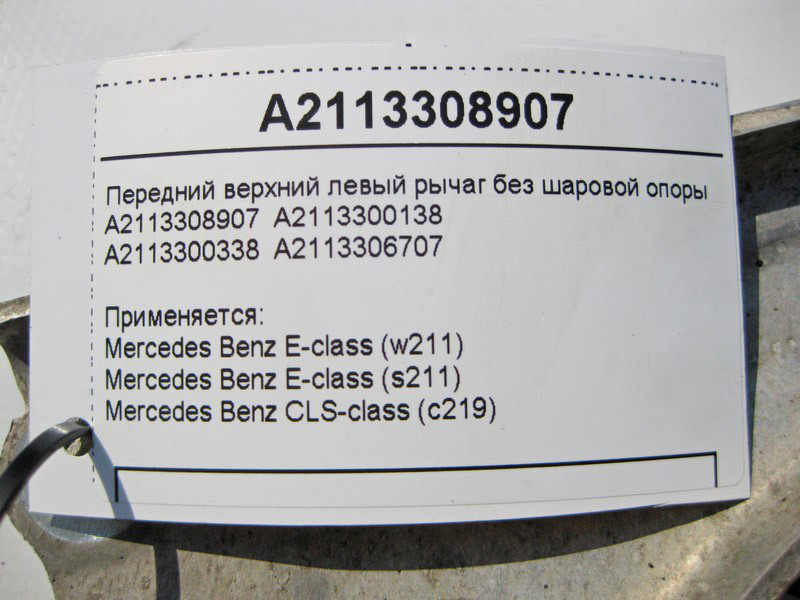 A2113308907
Передний верхний левый рычаг без шаровой опоры
A2113308907 A2113300138
A2113300338 A2113306707
Применяется:
Mercedes Benz E-class (w211)
Mercedes Benz E-class (s211)
Mercedes Benz CLS-class (c219)